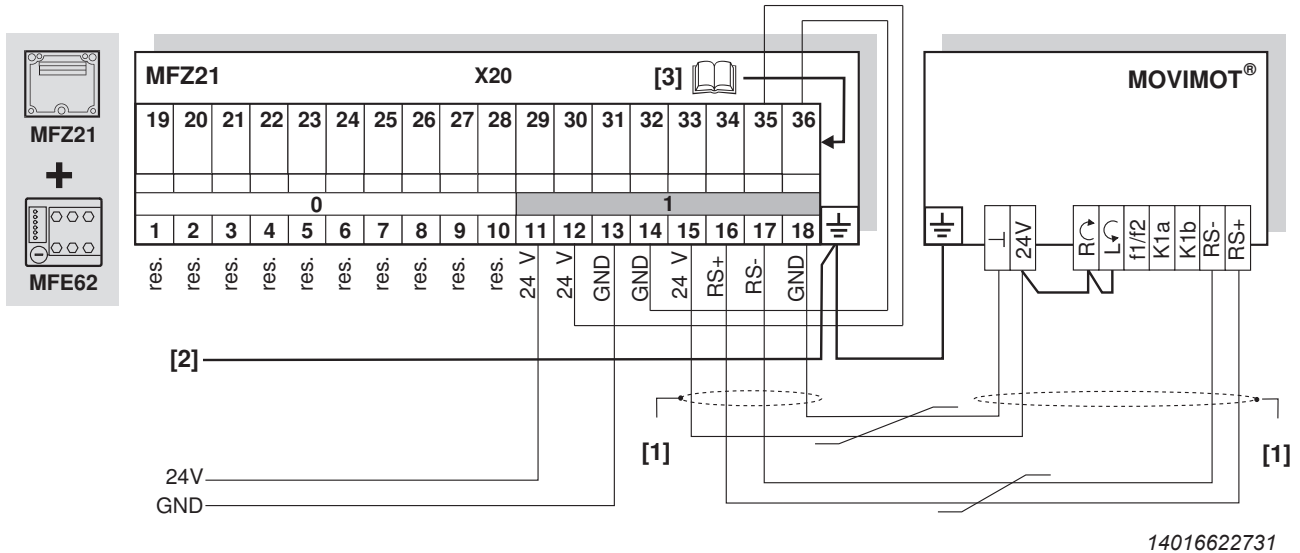 MFZ21 X20 [3]
MOVIMOT®
19 20 21 22 23 24 25 26 27 28 29 30 31 32 33 34 35 36
MFZ21
+
MFE62
0 1
1 2 3 4 5 6 7 8 9 10 11 12 13 14 15 16 17 18
res. res. res. res. res. res. res. res. res. res. 24 V 24 V GND GND 24 V RS+ RS- GND
⊥ 24V R L f1/f2 K1a K1b RS- RS+
[2]
[1] [1]
24V
GND
14016622731